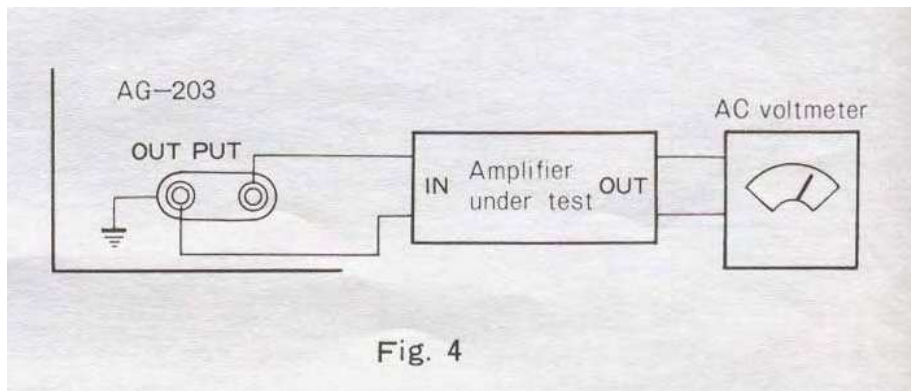 AG-203
AC voltmeter
OUT PUT
IN
Amplifier
under test
OUT
Fig. 4